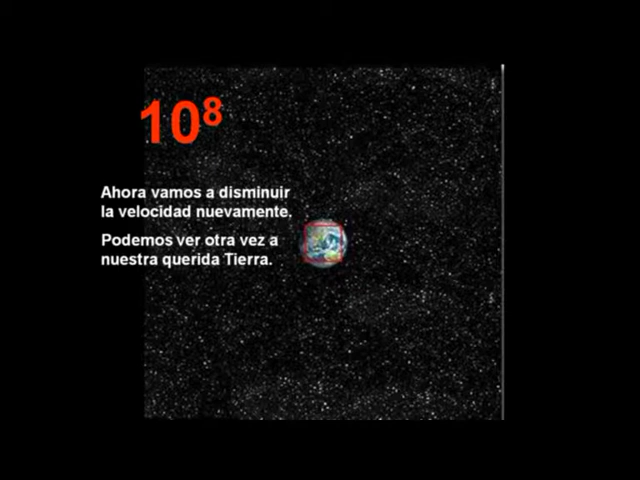 10⁸
Ahora vamos a disminuir
la velocidad nuevamente.
Podemos ver otra vez a
nuestra querida Tierra.